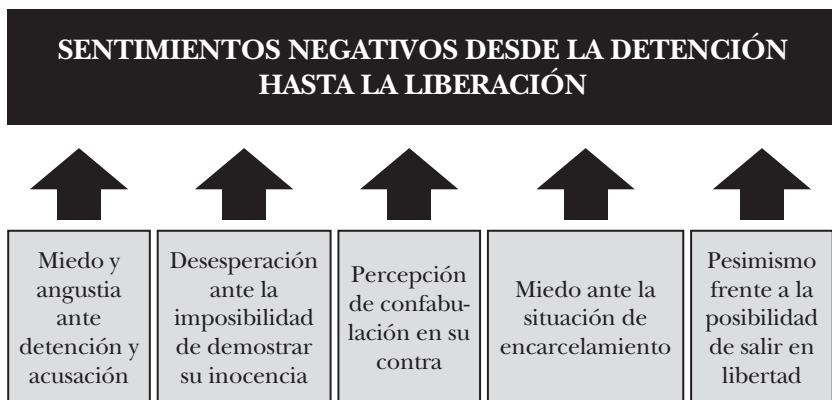 SENTIMIENTOS NEGATIVOS DESDE LA DETENCIÓN
HASTA LA LIBERACIÓN
Miedo y
angustia
ante
detención y
acusación
Desesperación
ante la
imposibilidad
de demostrar
su inocencia
Percepción
de confabu-
lación en su
contra
Miedo ante la
situación de
encarcelamiento
Pesimismo
frente a la
posibilidad
de salir en
libertad